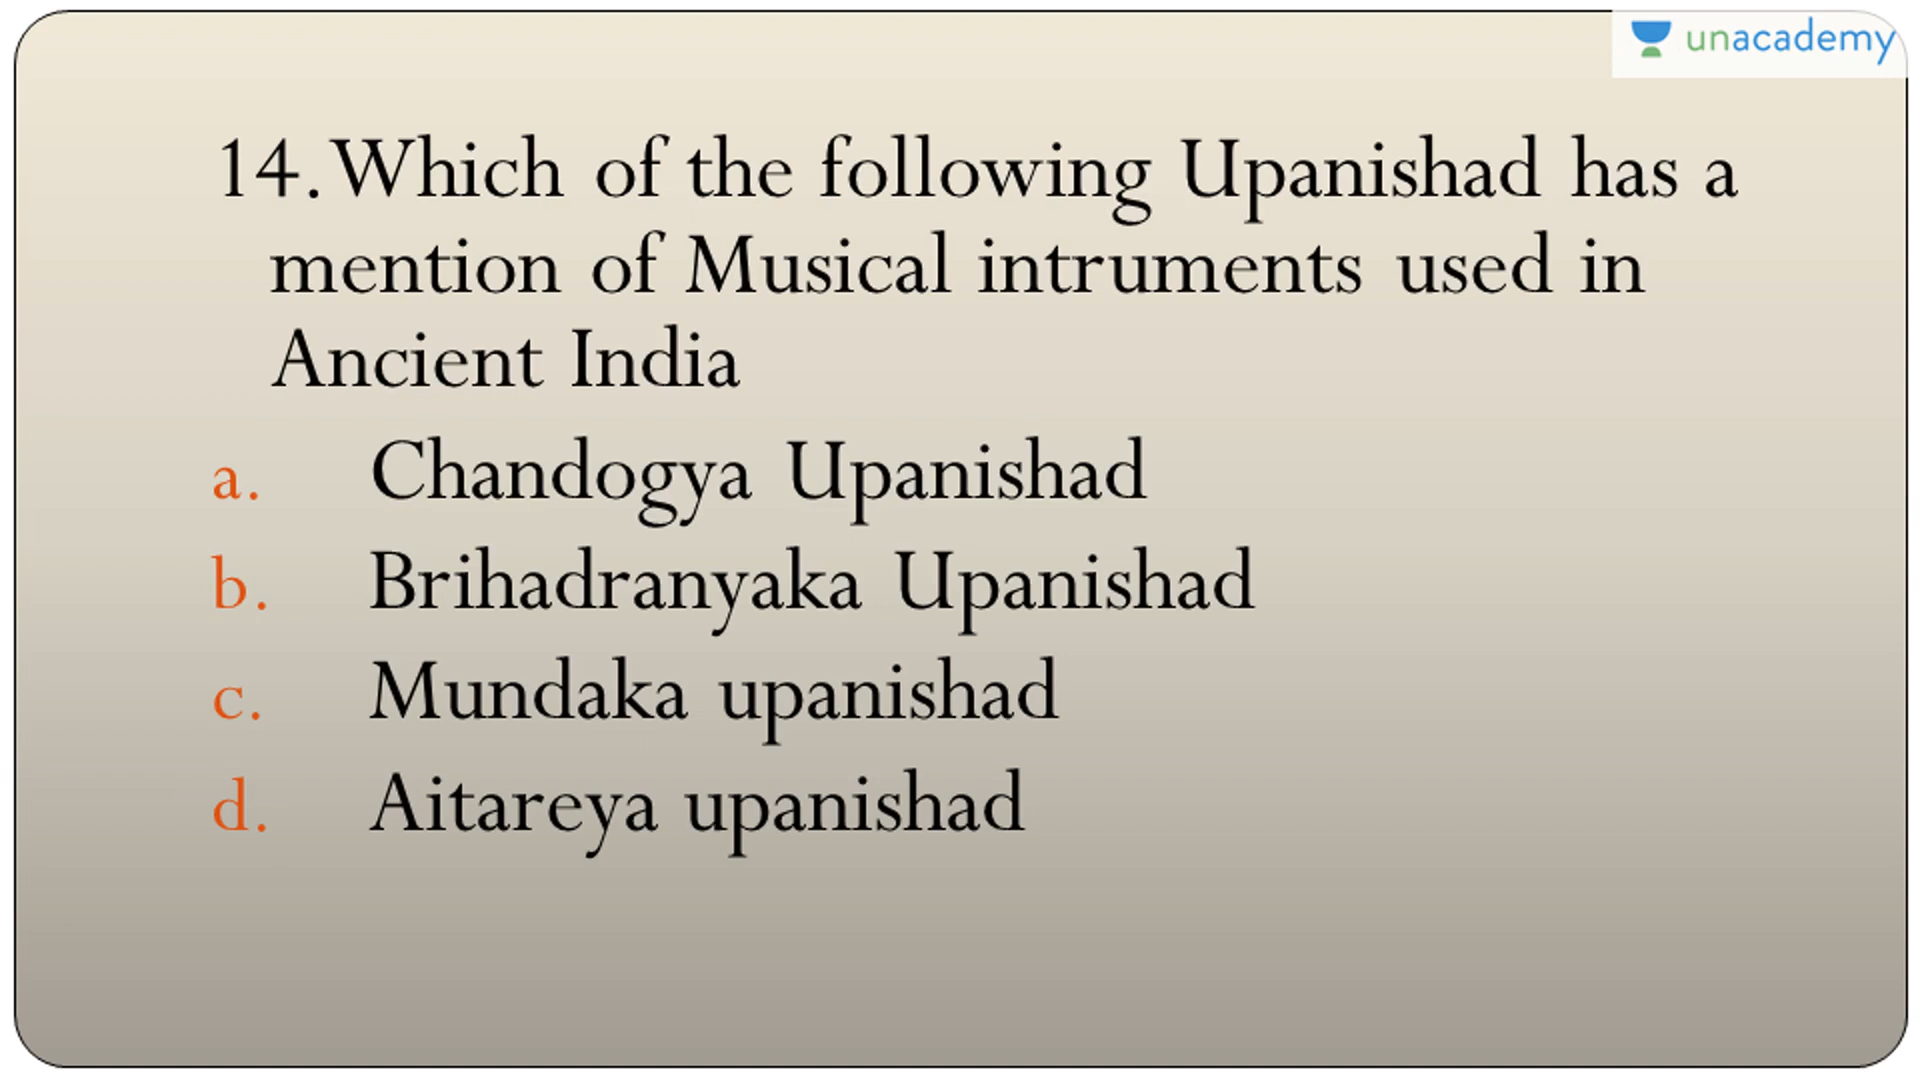 unacademy
14. Which of the following Upanishad has a
mention of Musical intruments used in
Ancient India
a. Chandogya Upanishad
b. Brihadranyaka Upanishad
c. Mundaka upanishad
d. Aitareya upanishad